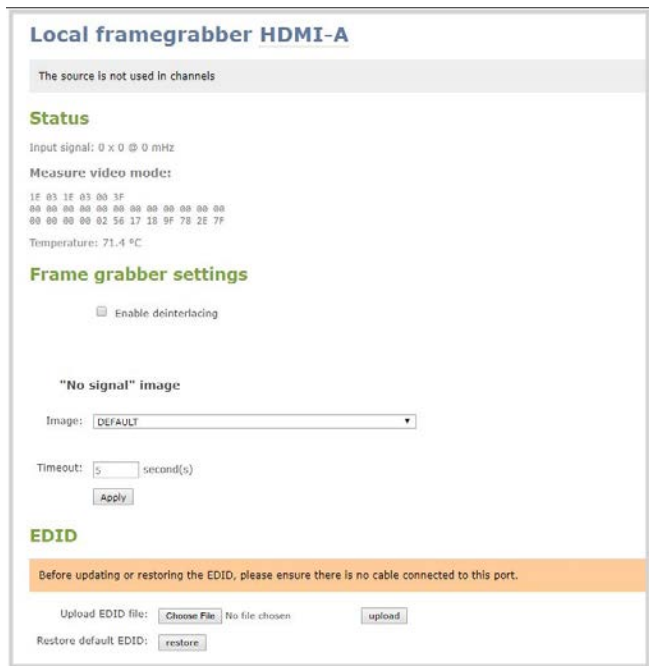 Local framegrabber HDMI-A
The source is not used in channels
Status
Input signal: 0 x 0 @ 0 mHz
Measure video mode:
1E 03 1E 03 00 3F
00 00 00 00 00 00 00 00 00 00 00 00
00 00 00 00 02 56 17 18 9F 78 2E 7F
Temperature: 71.4 ºC
Frame grabber settings
Enable deinterlacing
"No signal" image
Image: DEFAULT
Timeout: 5 second(s)
Apply
EDID
Before updating or restoring the EDID, please ensure there is no cable connected to this port.
Upload EDID file: Choose File No file chosen upload
Restore default EDID: restore